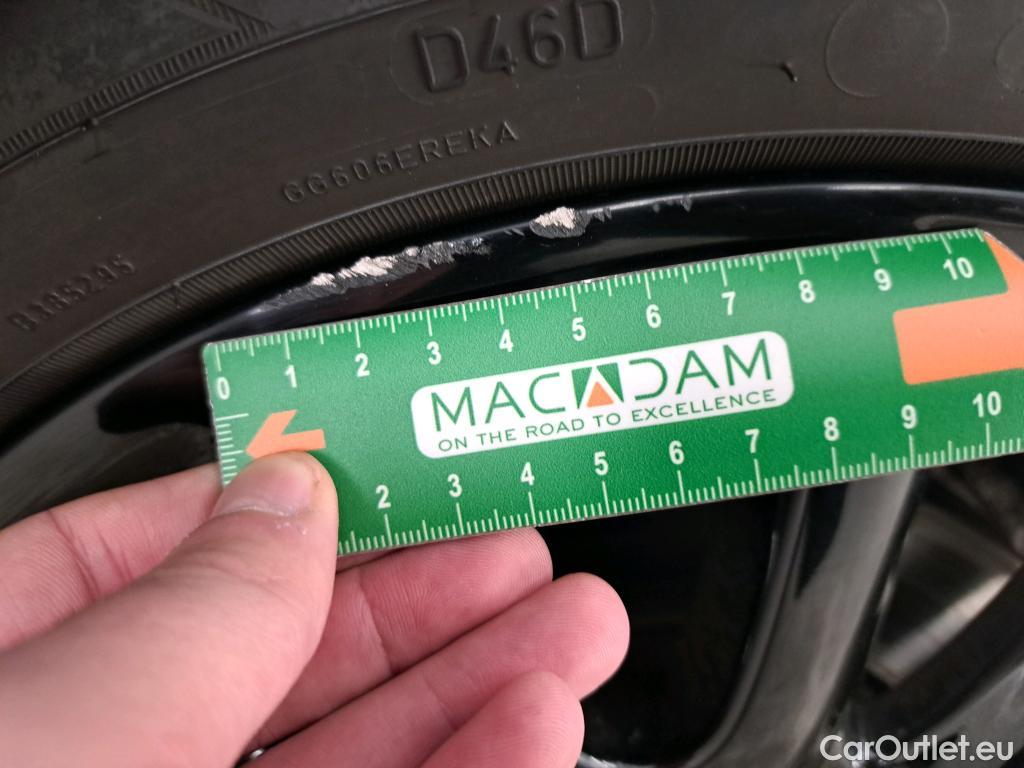 D46D
GG606EREKA
8185295
0 1 2 3 4 5 6 7 8 9 10
MACADAM
ON THE ROAD TO EXCELLENCE
2 3 4 5 6 7 8 9 10
CarOutlet.eu